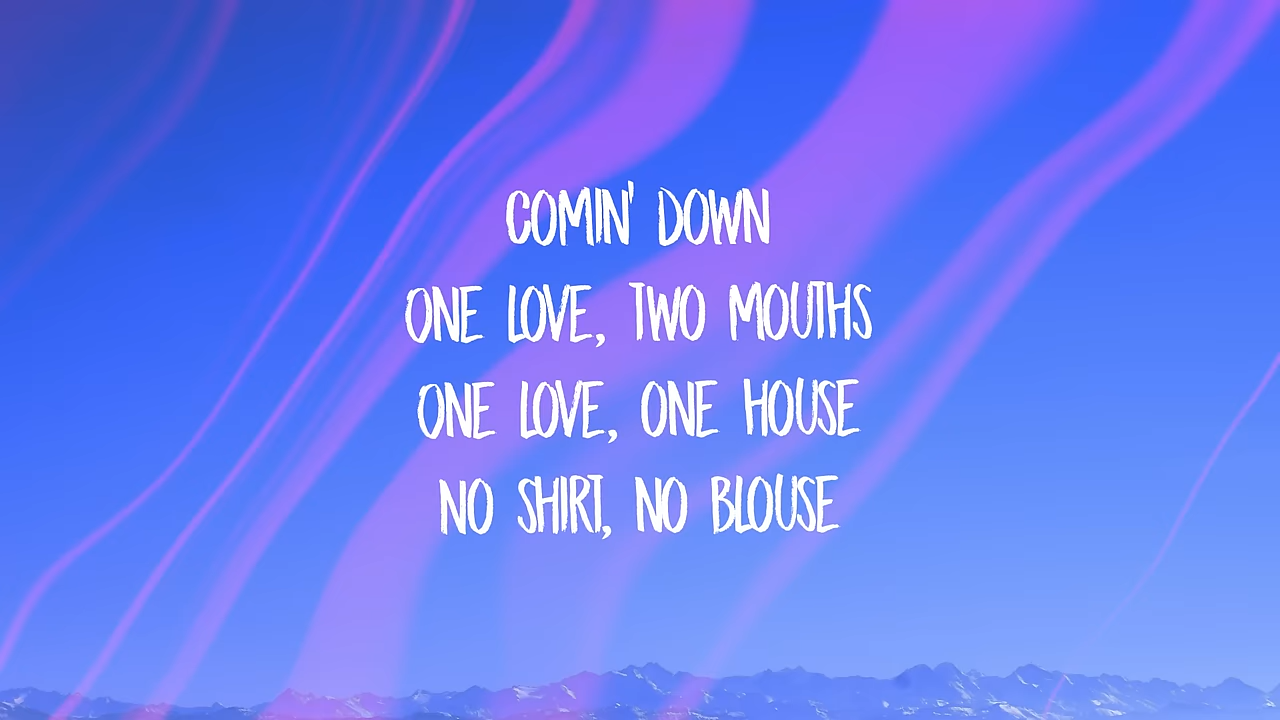 COMIN' DOWN
ONE LOVE, TWO MOUTHS
ONE LOVE, ONE HOUSE
NO SHIRT, NO BLOUSE